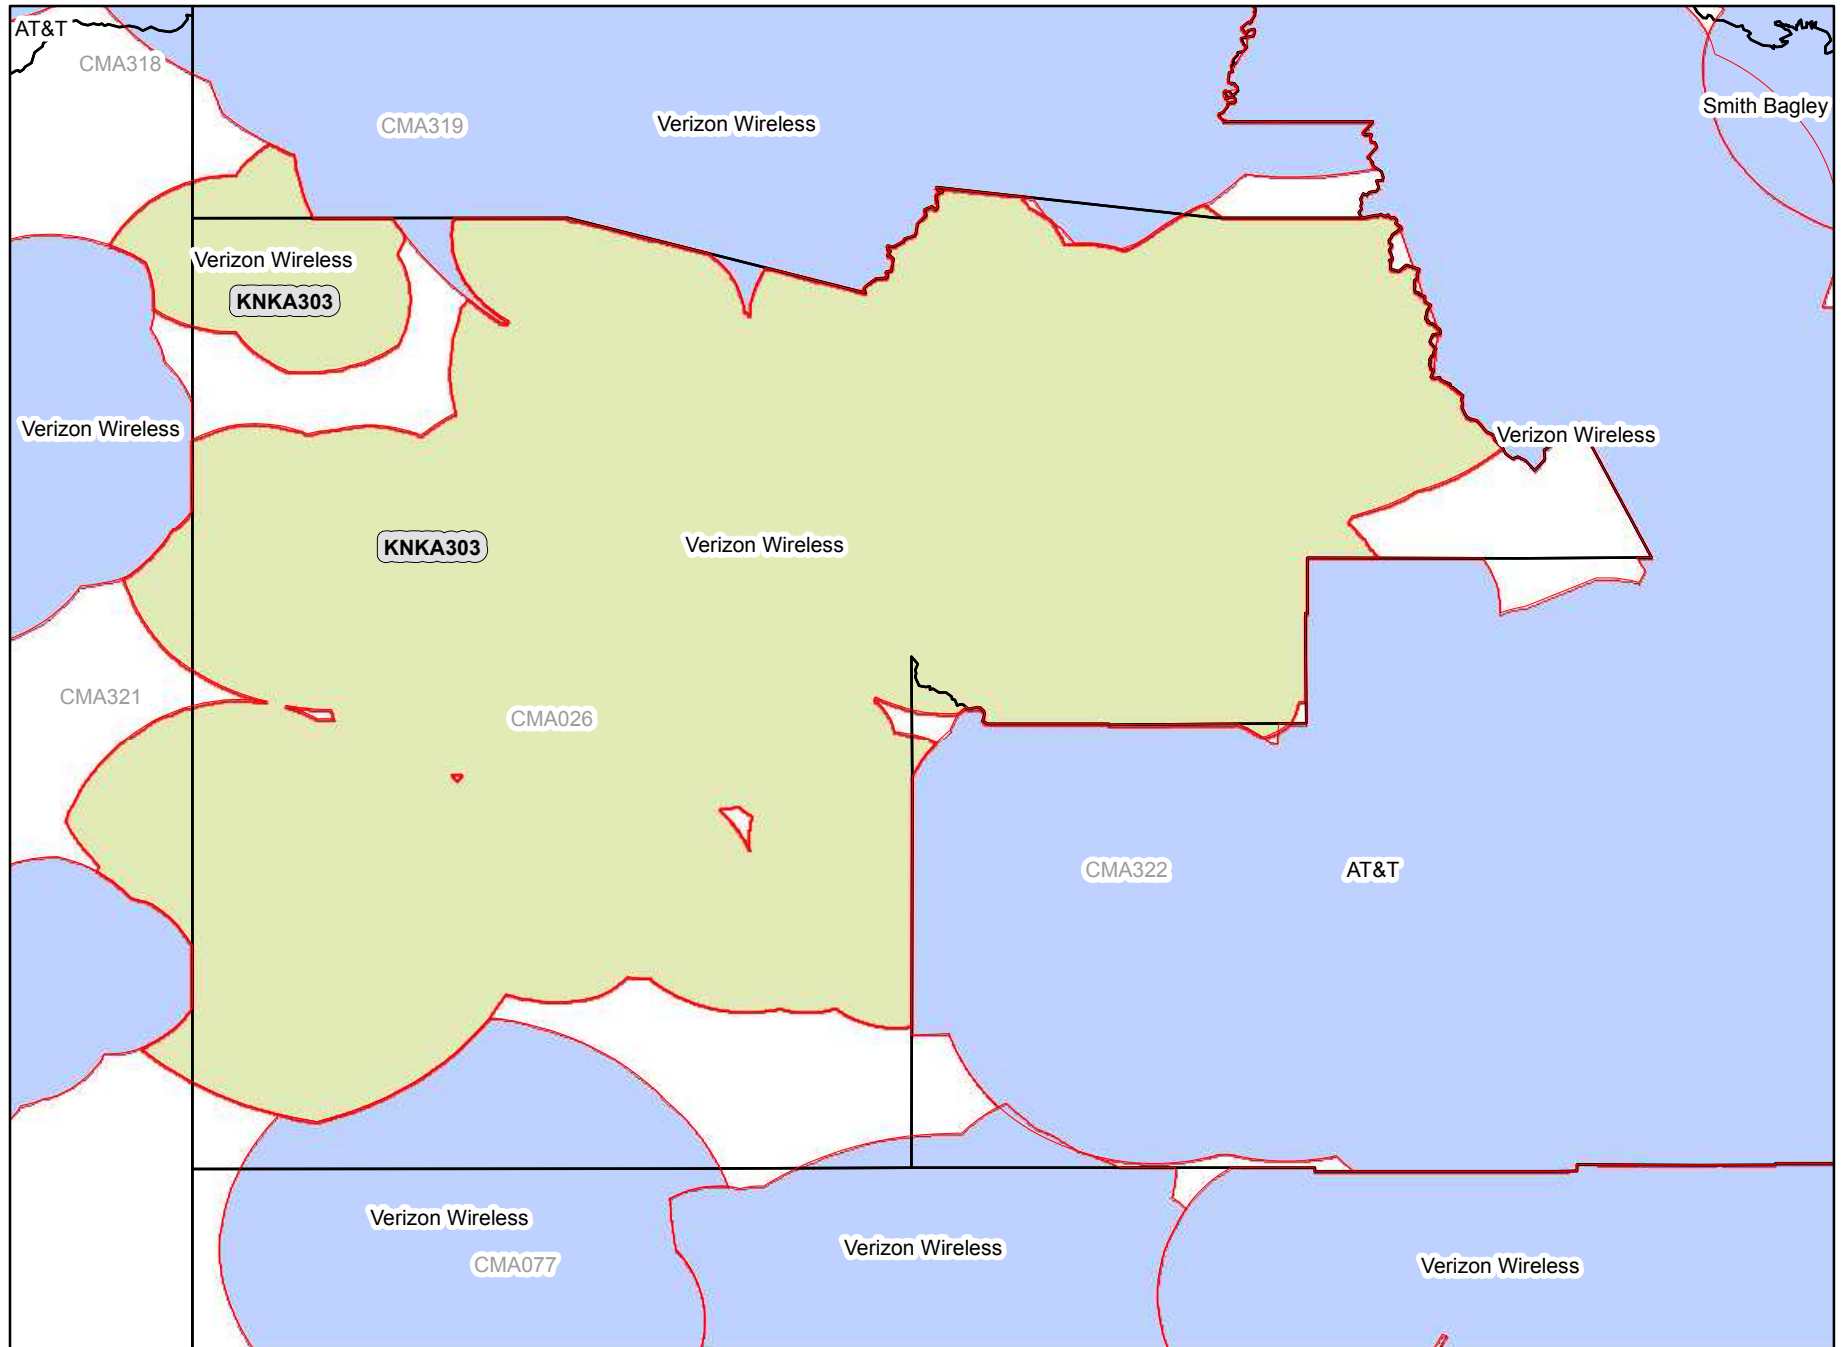 AT&T
CMA318
Smith Bagley
CMA319
Verizon Wireless
Verizon Wireless
KNKA303
Verizon Wireless
Verizon Wireless
KNKA303
Verizon Wireless
CMA321
CMA026
CMA322
AT&T
Verizon Wireless
Verizon Wireless
CMA077
Verizon Wireless